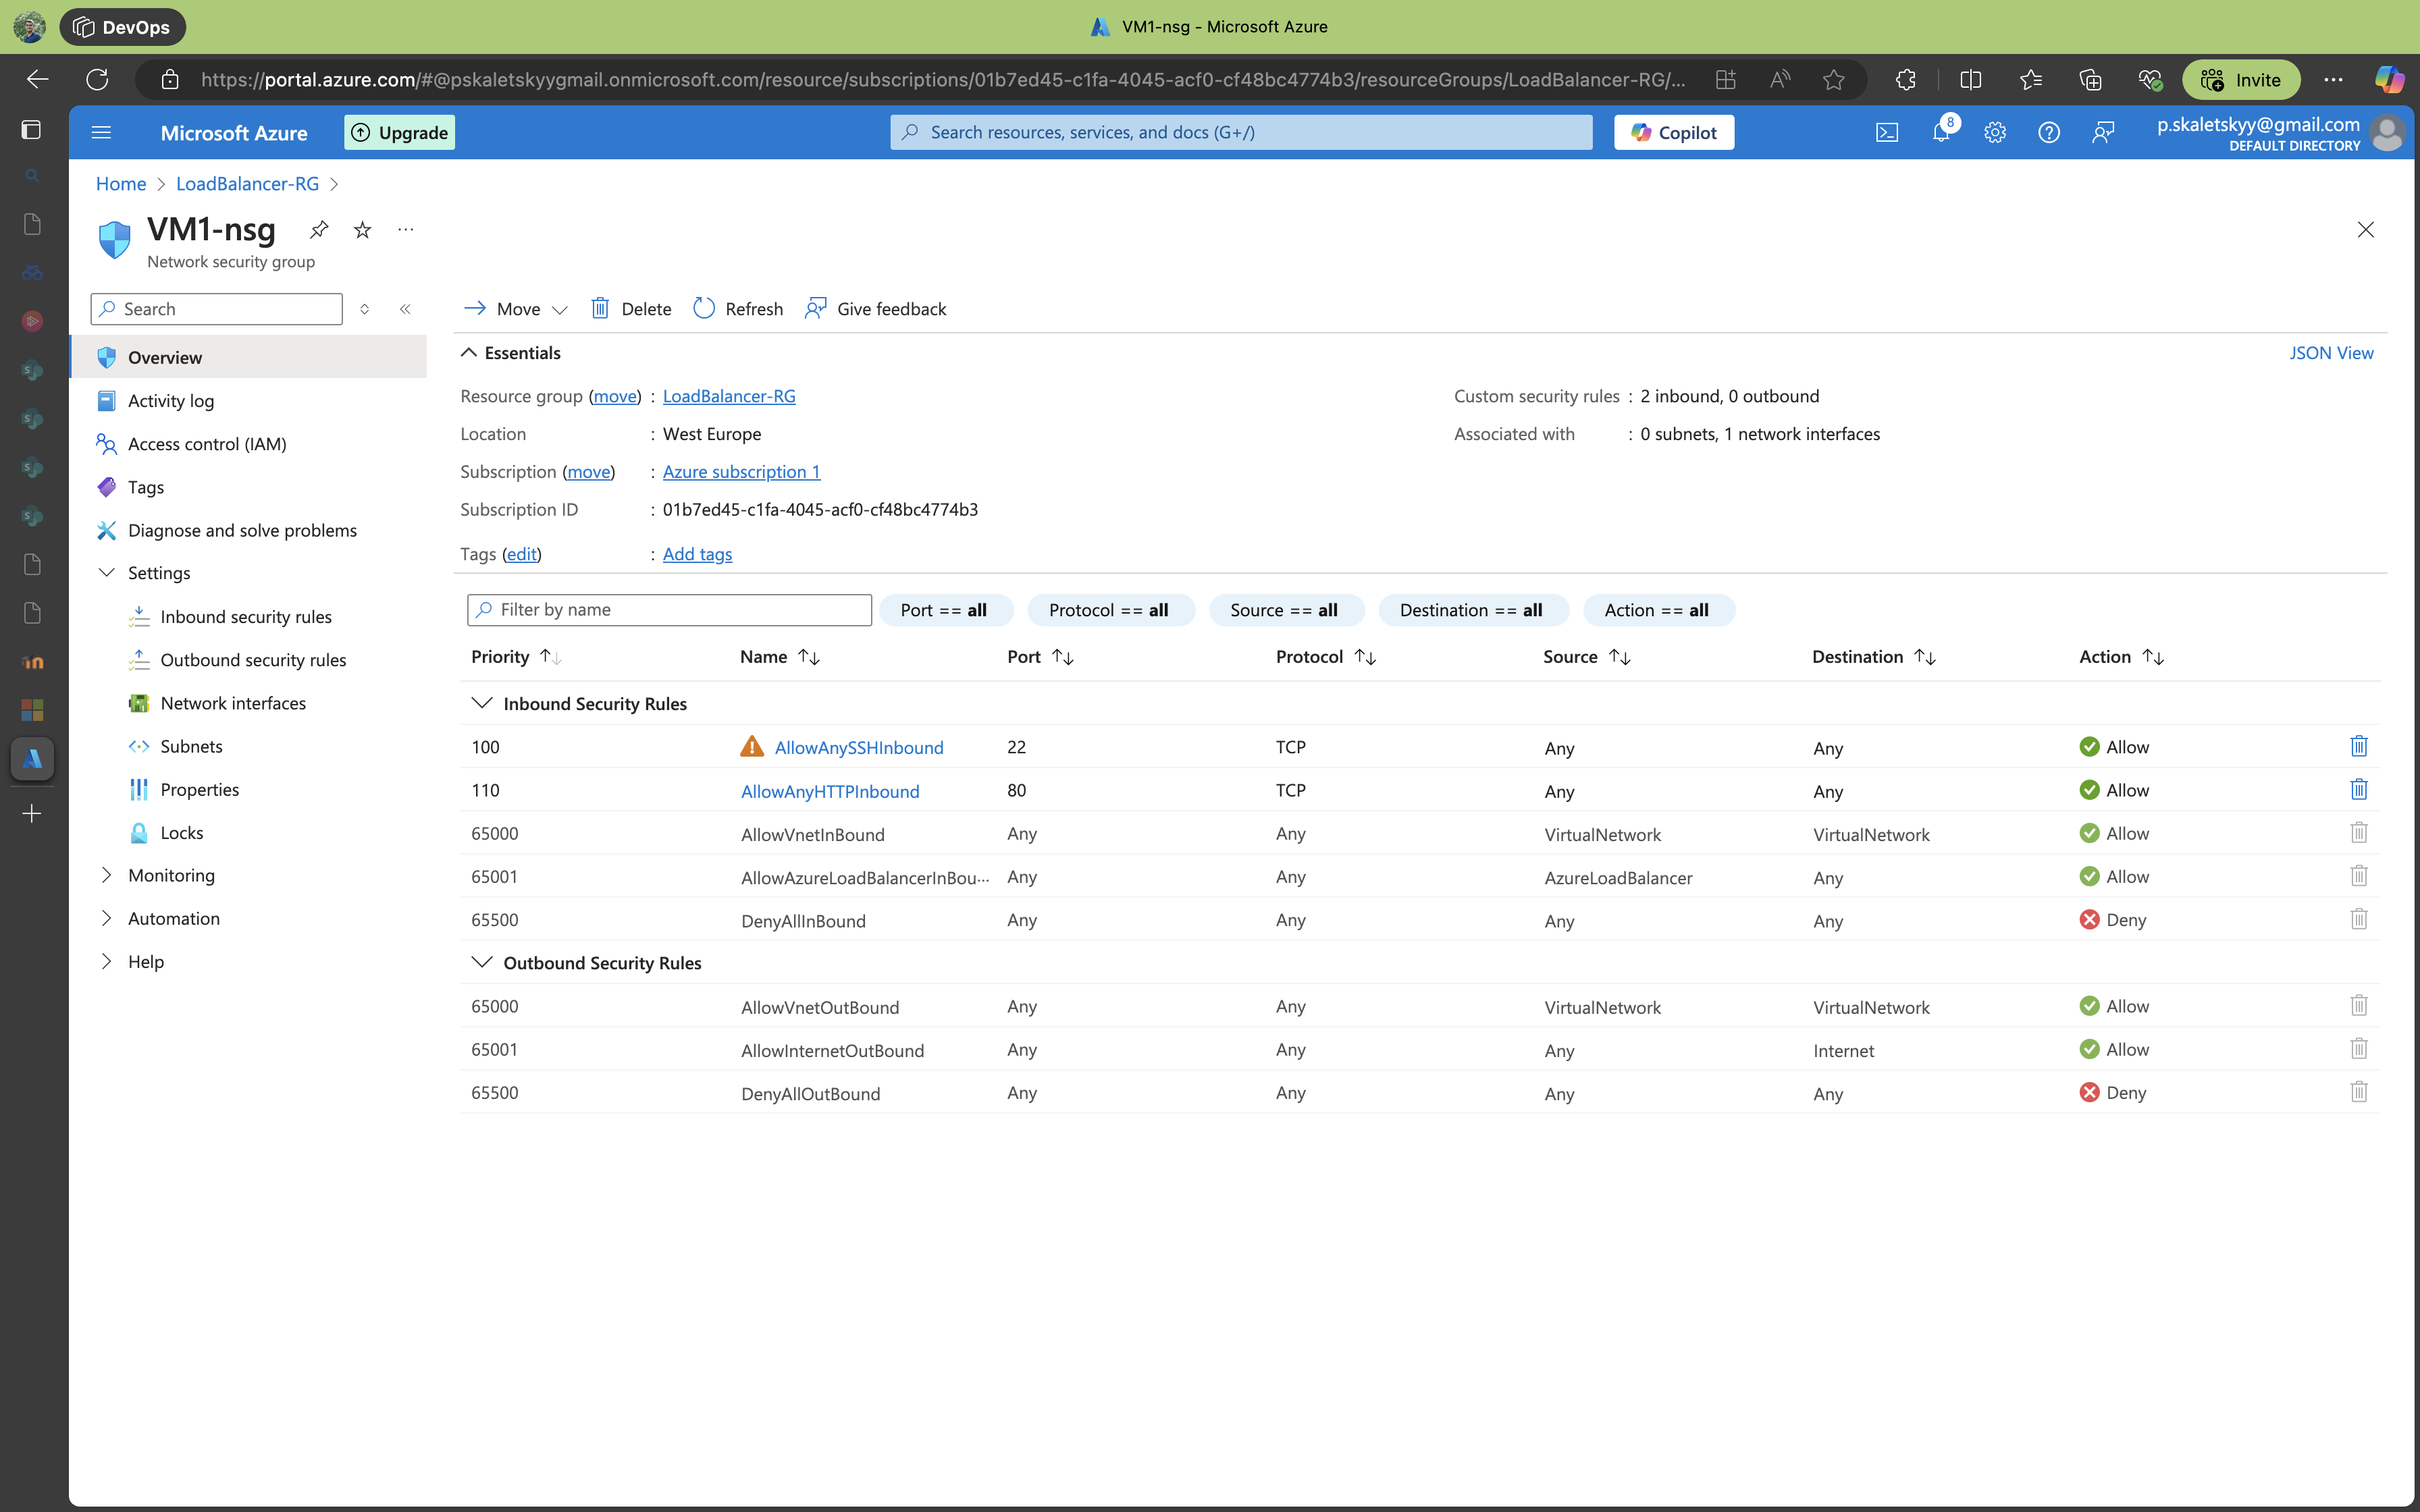 DevOps
VM1-nsg - Microsoft Azure
https://portal.azure.com/#@pskaletskyygmail.onmicrosoft.com/resource/subscriptions/01b7ed45-c1fa-4045-acf0-cf48bc4774b3/resourceGroups/LoadBalancer-RG/...
Invite
Microsoft Azure
Upgrade
Search resources, services, and docs (G+/)
Copilot
8
p.skaletskyy@gmail.com
DEFAULT DIRECTORY
Home > LoadBalancer-RG >
VM1-nsg
Network security group
Search
Move
Delete
Refresh
Give feedback
Overview
Activity log
Access control (IAM)
Tags
Diagnose and solve problems
Settings
Inbound security rules
Outbound security rules
Network interfaces
Subnets
Properties
Locks
Monitoring
Automation
Help
Essentials
JSON View
Resource group (move) : LoadBalancer-RG
Location : West Europe
Subscription (move) : Azure subscription 1
Subscription ID : 01b7ed45-c1fa-4045-acf0-cf48bc4774b3
Tags (edit) : Add tags
Custom security rules : 2 inbound, 0 outbound
Associated with : 0 subnets, 1 network interfaces
Filter by name
Port == all
Protocol == all
Source == all
Destination == all
Action == all
Priority Name Port Protocol Source Destination Action
Inbound Security Rules
100 AllowAnySSHInbound 22 TCP Any Any Allow
110 AllowAnyHTTPInbound 80 TCP Any Any Allow
65000 AllowVnetInBound Any Any VirtualNetwork VirtualNetwork Allow
65001 AllowAzureLoadBalancerInBou... Any Any AzureLoadBalancer Any Allow
65500 DenyAllInBound Any Any Any Any Deny
Outbound Security Rules
65000 AllowVnetOutBound Any Any VirtualNetwork VirtualNetwork Allow
65001 AllowInternetOutBound Any Any Any Internet Allow
65500 DenyAllOutBound Any Any Any Any Deny